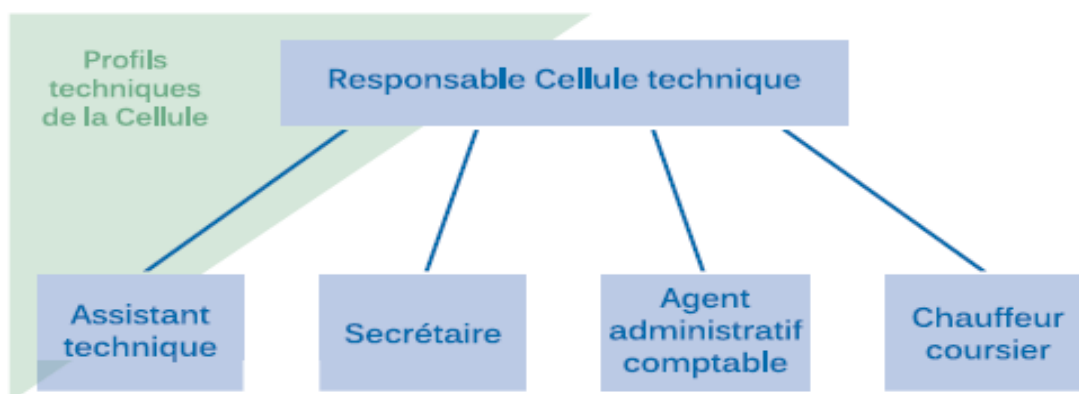 Profils
techniques
de la Cellule
Responsable Cellule technique
Assistant
technique
Secrétaire
Agent
administratif
comptable
Chauffeur
coursier